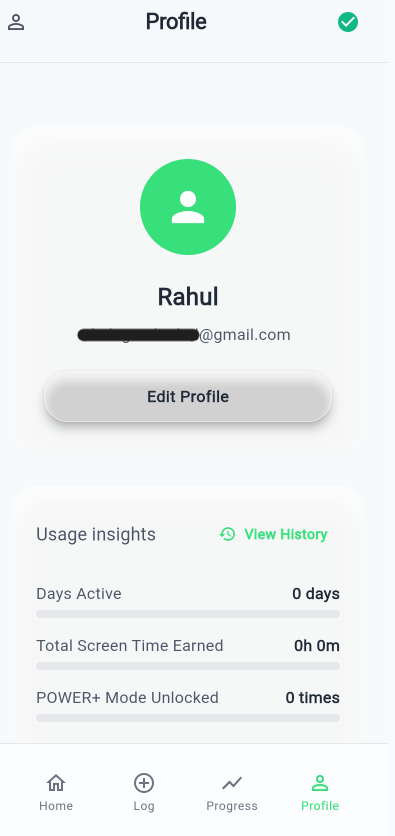 Profile
Rahul
@gmail.com
Edit Profile
Usage insights
View History
Days Active 0 days
Total Screen Time Earned 0h 0m
POWER+ Mode Unlocked 0 times
Home Log Progress Profile